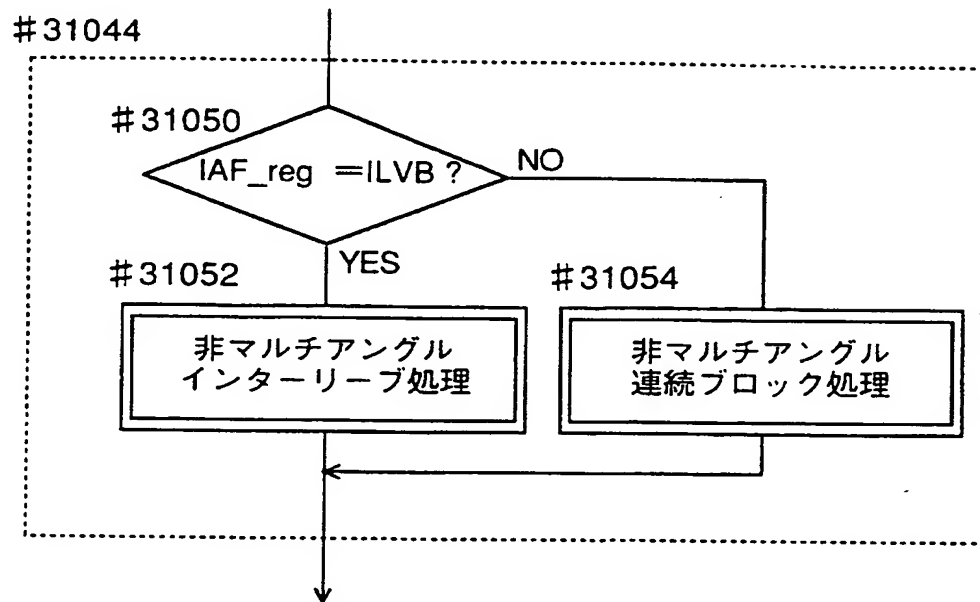 #31044
#31050
IAF_reg =ILVB ?
NO
YES
#31052
#31054
非マルチアングル
インターリーブ処理
非マルチアングル
連続ブロック処理